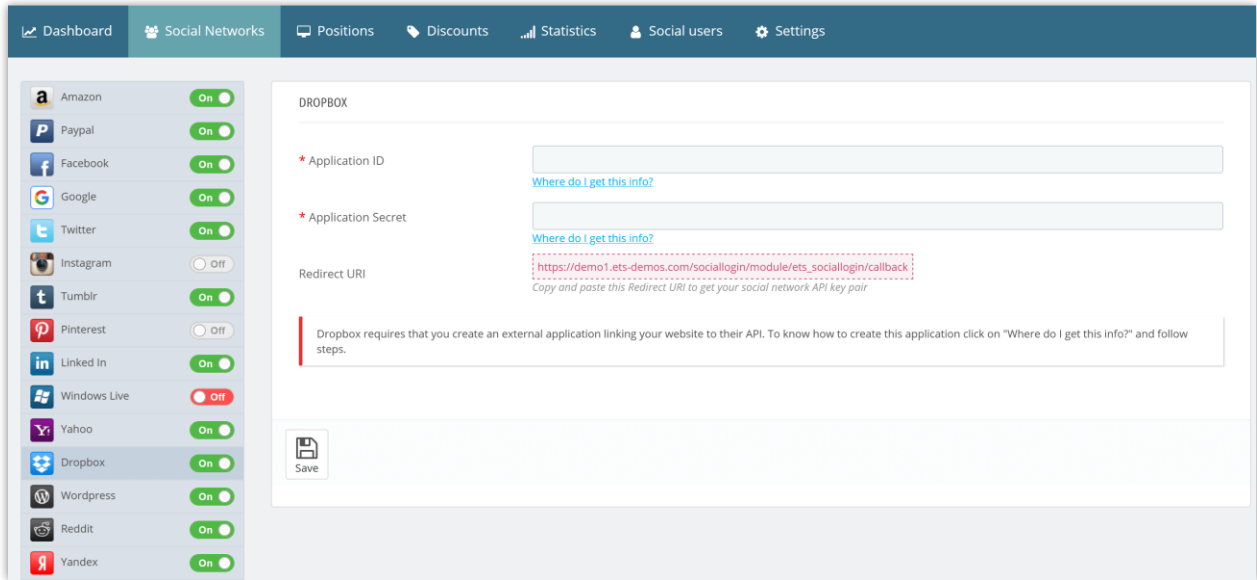 Dashboard
Social Networks
Positions
Discounts
Statistics
Social users
Settings
Amazon On
Paypal On
Facebook On
Google On
Twitter On
Instagram Off
Tumblr On
Pinterest Off
Linked In On
Windows Live Off
Yahoo On
Dropbox On
Wordpress On
Reddit On
Yandex On
DROPBOX
* Application ID
Where do I get this info?
* Application Secret
Where do I get this info?
Redirect URI
https://demo1.ets-demos.com/sociallogin/module/ets_sociallogin/callback
Copy and paste this Redirect URI to get your social network API key pair
Dropbox requires that you create an external application linking your website to their API. To know how to create this application click on "Where do I get this info?" and follow
steps.
Save